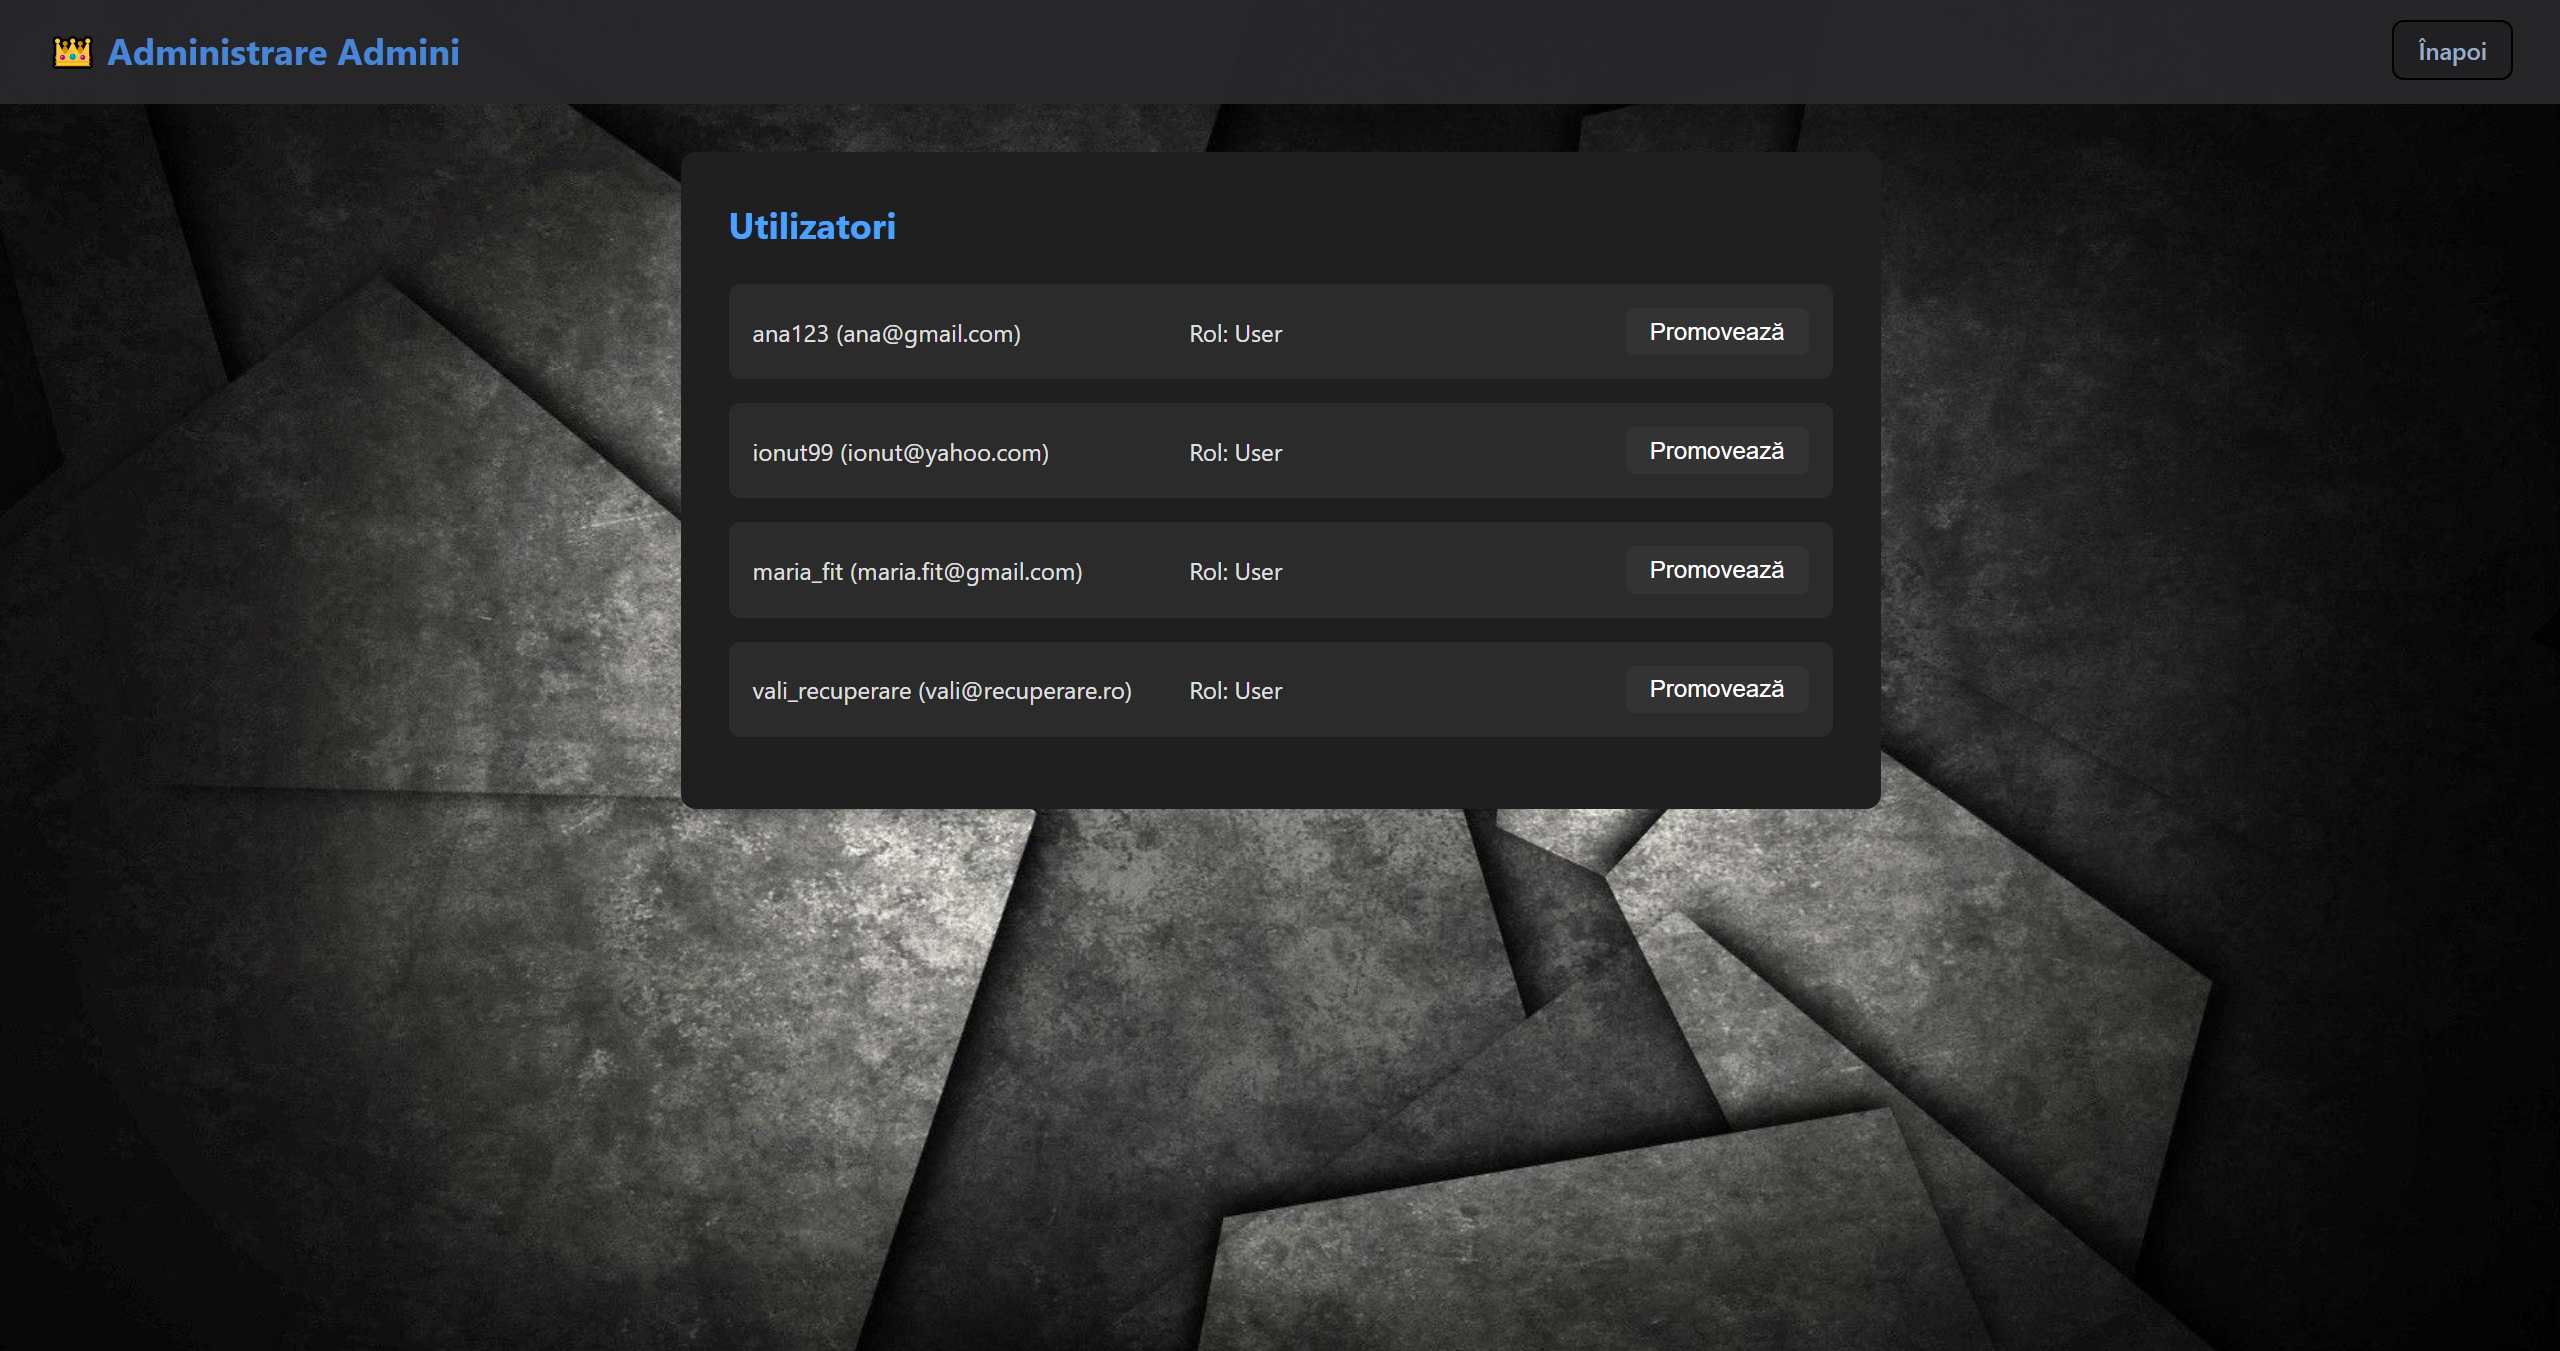 Administrare Admini
Înapoi
Utilizatori
ana123 (ana@gmail.com) Rol: User Promovează
ionut99 (ionut@yahoo.com) Rol: User Promovează
maria_fit (maria.fit@gmail.com) Rol: User Promovează
vali_recuperare (vali@recuperare.ro) Rol: User Promovează